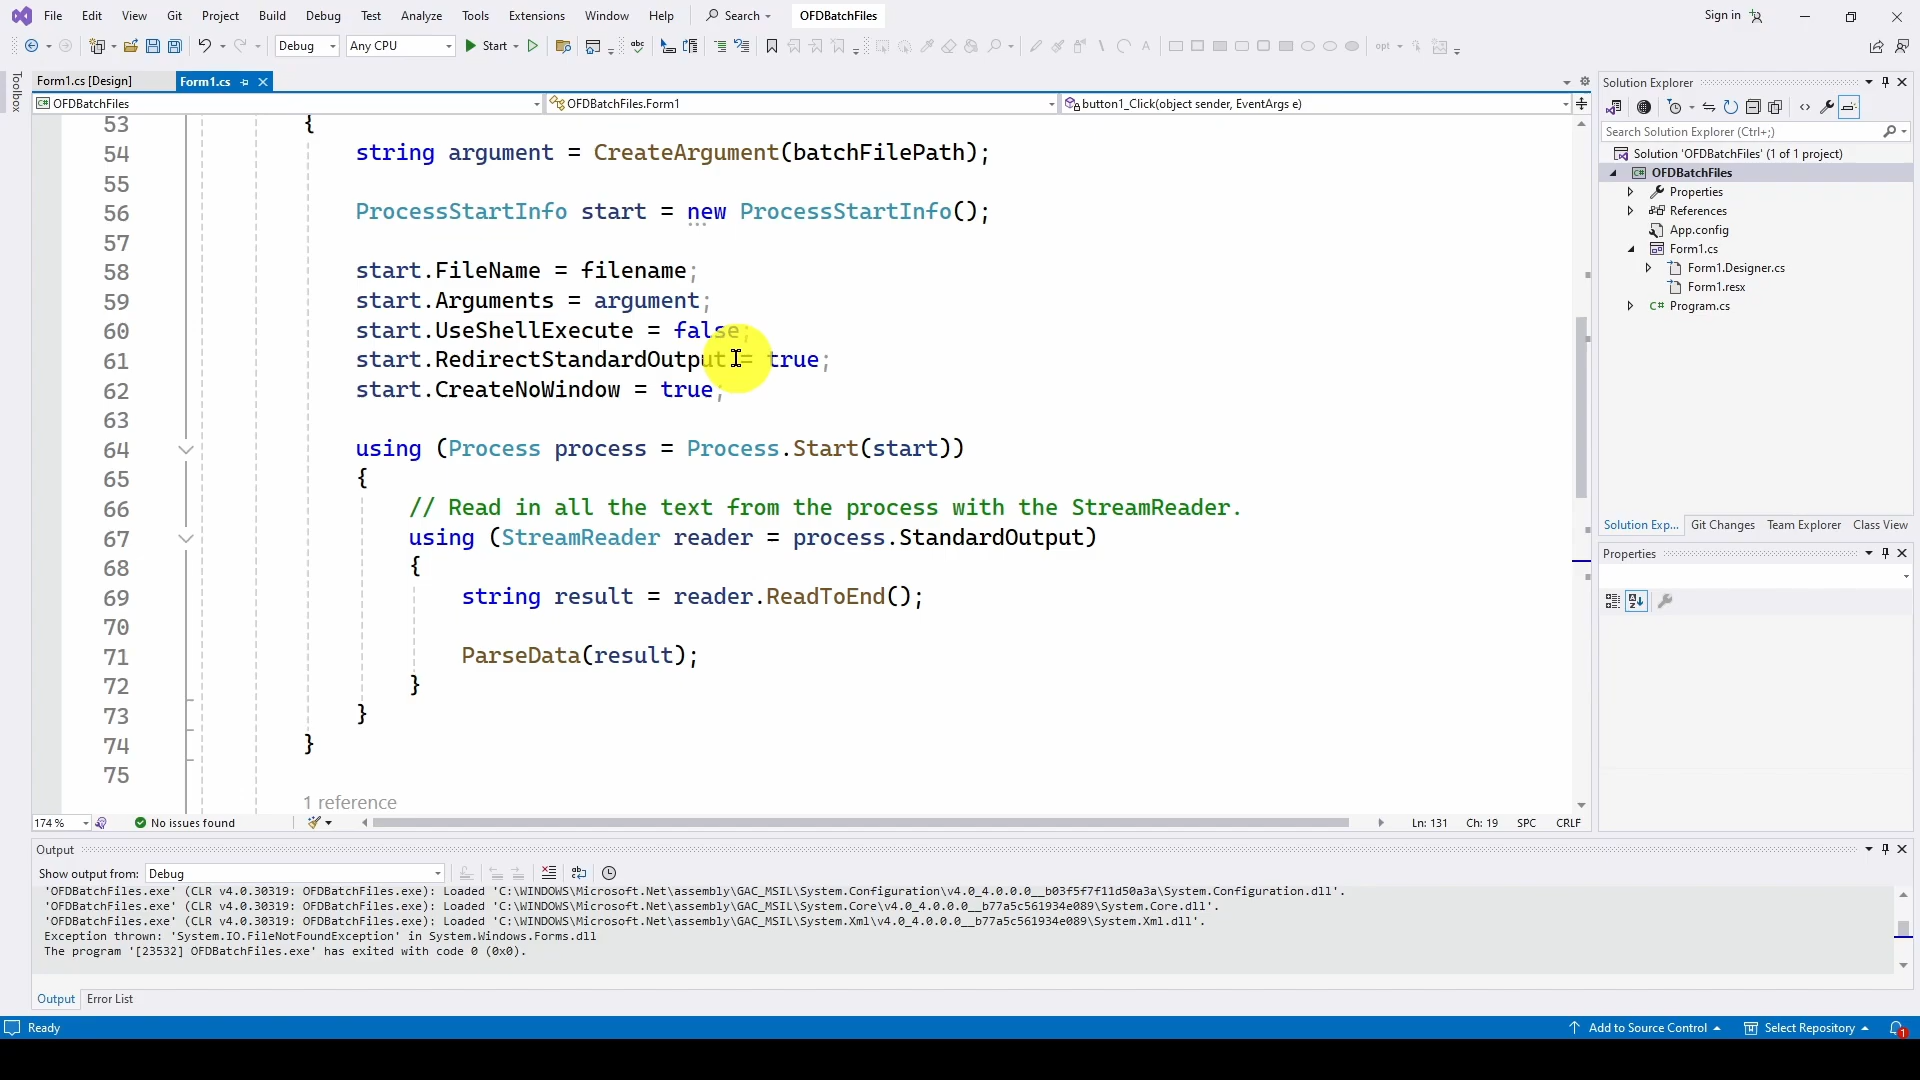 File Edit View Git Project Build Debug Test Analyze Tools Extensions Window Help Search OFDBatchFiles Sign in
Debug Any CPU Start opt
Toolbox
Form1.cs [Design] Form1.cs
OFDBatchFiles OFDBatchFiles.Form1 button1_Click(object sender, EventArgs e)
53 {
54 string argument = CreateArgument(batchFilePath);
55
56 ProcessStartInfo start = new ProcessStartInfo();
57
58 start.FileName = filename;
59 start.Arguments = argument;
60 start.UseShellExecute = false;
61 start.RedirectStandardOutput = true;
62 start.CreateNoWindow = true;
63
64 using (Process process = Process.Start(start))
65 {
66 // Read in all the text from the process with the StreamReader.
67 using (StreamReader reader = process.StandardOutput)
68 {
69 string result = reader.ReadToEnd();
70
71 ParseData(result);
72 }
73 }
74 }
75
1 reference
174 % No issues found Ln: 131 Ch: 19 SPC CRLF
Solution Explorer
Search Solution Explorer (Ctrl+;)
Solution 'OFDBatchFiles' (1 of 1 project)
C# OFDBatchFiles
Properties
References
App.config
Form1.cs
Form1.Designer.cs
Form1.resx
C# Program.cs
Solution Exp... Git Changes Team Explorer Class View
Properties
Output
Show output from: Debug
'OFDBatchFiles.exe' (CLR v4.0.30319: OFDBatchFiles.exe): Loaded 'C:\WINDOWS\Microsoft.Net\assembly\GAC_MSIL\System.Configuration\v4.0_4.0.0.0__b03f5f7f11d50a3a\System.Configuration.dll'.
'OFDBatchFiles.exe' (CLR v4.0.30319: OFDBatchFiles.exe): Loaded 'C:\WINDOWS\Microsoft.Net\assembly\GAC_MSIL\System.Core\v4.0_4.0.0.0__b77a5c561934e089\System.Core.dll'.
'OFDBatchFiles.exe' (CLR v4.0.30319: OFDBatchFiles.exe): Loaded 'C:\WINDOWS\Microsoft.Net\assembly\GAC_MSIL\System.Xml\v4.0_4.0.0.0__b77a5c561934e089\System.Xml.dll'.
Exception thrown: 'System.IO.FileNotFoundException' in System.Windows.Forms.dll
The program '[23532] OFDBatchFiles.exe' has exited with code 0 (0x0).
Output Error List
Ready Add to Source Control Select Repository 1